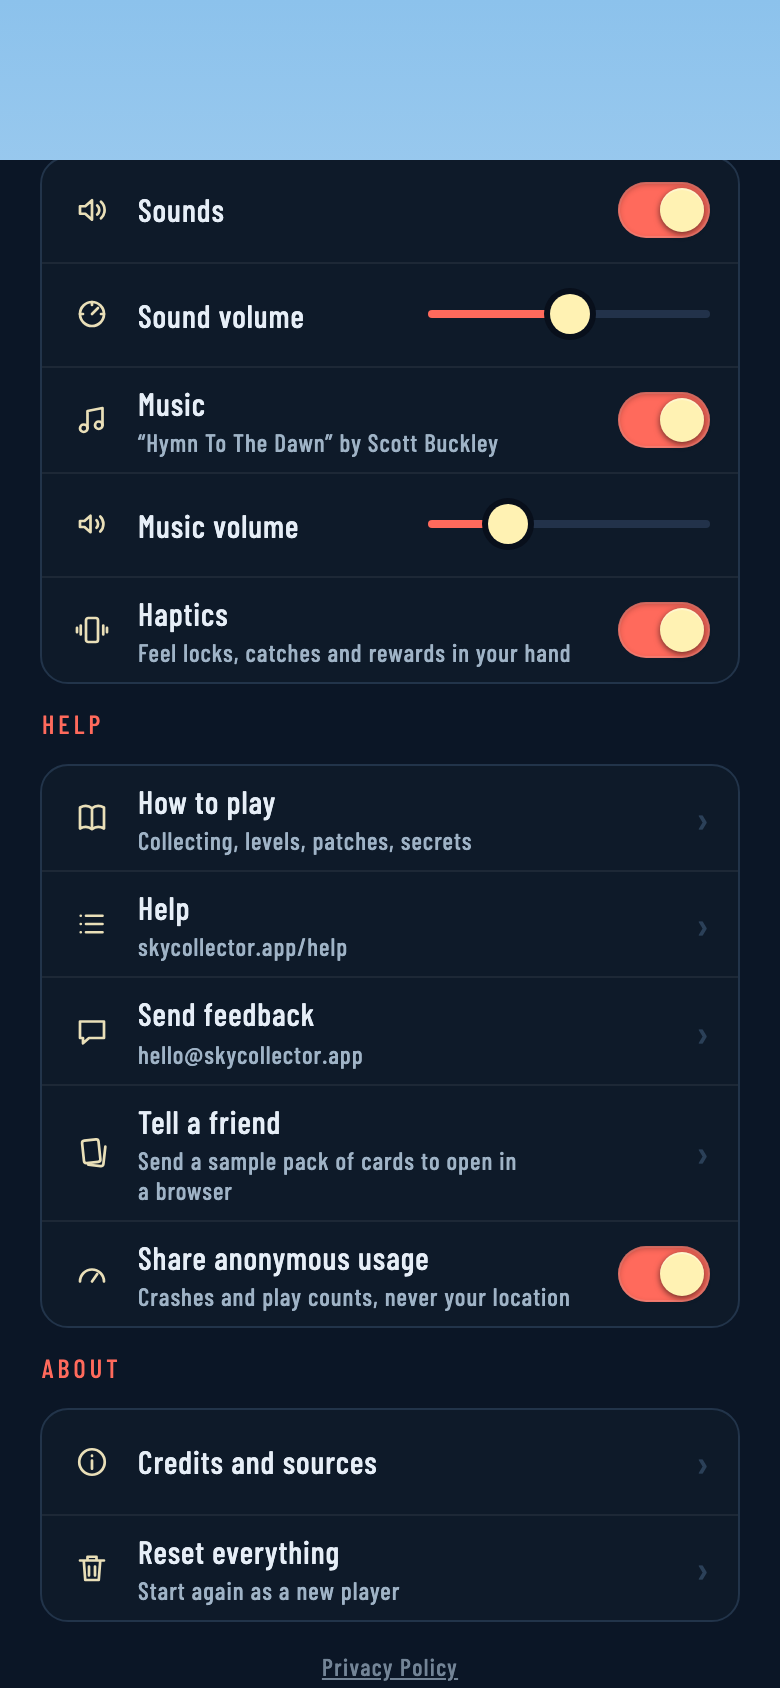 Sounds
Sound volume
Music
“Hymn To The Dawn” by Scott Buckley
Music volume
Haptics
Feel locks, catches and rewards in your hand
HELP
How to play
Collecting, levels, patches, secrets
Help
skycollector.app/help
Send feedback
hello@skycollector.app
Tell a friend
Send a sample pack of cards to open in
a browser
Share anonymous usage
Crashes and play counts, never your location
ABOUT
Credits and sources
Reset everything
Start again as a new player
Privacy Policy